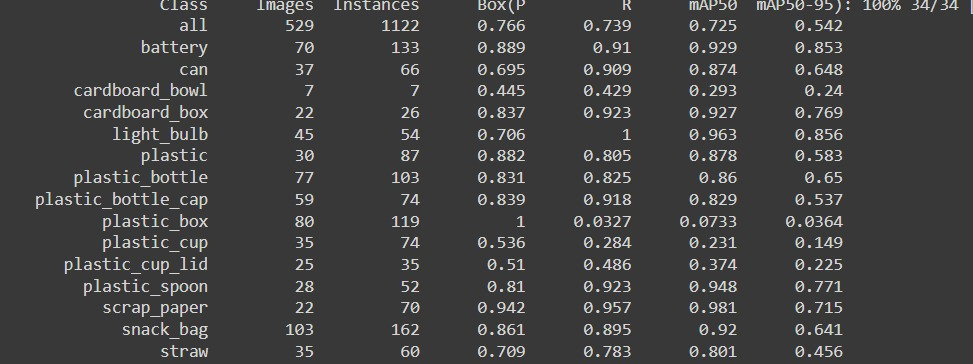 Class Images Instances Box(P R mAP50 mAP50-95): 100% 34/34
all 529 1122 0.766 0.739 0.725 0.542
battery 70 133 0.889 0.91 0.929 0.853
can 37 66 0.695 0.909 0.874 0.648
cardboard_bowl 7 7 0.445 0.429 0.293 0.24
cardboard_box 22 26 0.837 0.923 0.927 0.769
light_bulb 45 54 0.706 1 0.963 0.856
plastic 30 87 0.882 0.805 0.878 0.583
plastic_bottle 77 103 0.831 0.825 0.86 0.65
plastic_bottle_cap 59 74 0.839 0.918 0.829 0.537
plastic_box 80 119 1 0.0327 0.0733 0.0364
plastic_cup 35 74 0.536 0.284 0.231 0.149
plastic_cup_lid 25 35 0.51 0.486 0.374 0.225
plastic_spoon 28 52 0.81 0.923 0.948 0.771
scrap_paper 22 70 0.942 0.957 0.981 0.715
snack_bag 103 162 0.861 0.895 0.92 0.641
straw 35 60 0.709 0.783 0.801 0.456